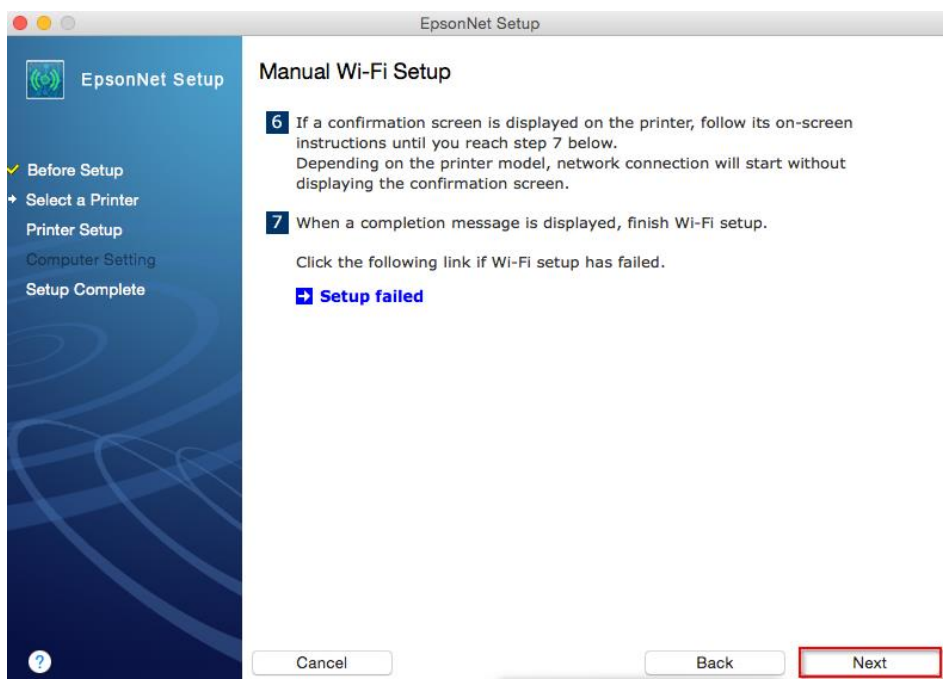 EpsonNet Setup
EpsonNet Setup
Before Setup
Select a Printer
Printer Setup
Computer Setting
Setup Complete
?
Manual Wi-Fi Setup
6 If a confirmation screen is displayed on the printer, follow its on-screen
instructions until you reach step 7 below.
Depending on the printer model, network connection will start without
displaying the confirmation screen.
7 When a completion message is displayed, finish Wi-Fi setup.
Click the following link if Wi-Fi setup has failed.
Setup failed
Cancel
Back
Next